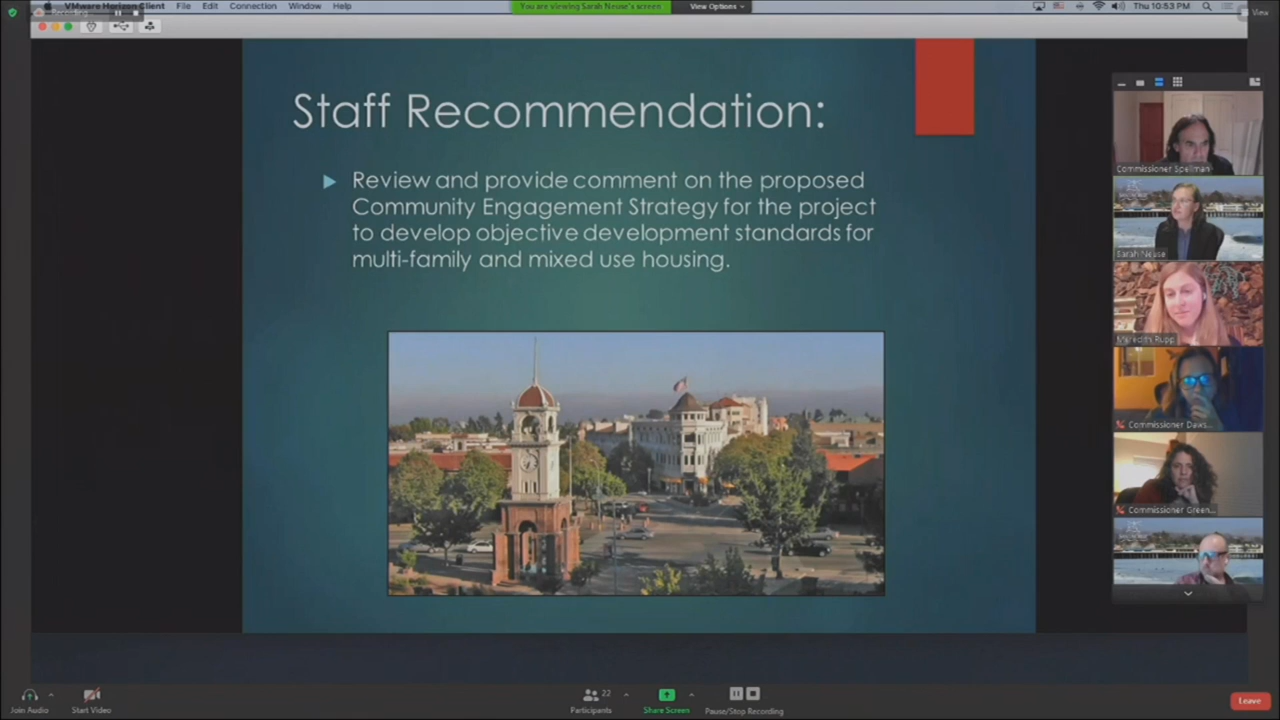 VMware Horizon Client File Edit Connection Window Help
You are viewing Sarah Neuse's screen
View Options
Thu 10:53 PM
View
Staff Recommendation:
Review and provide comment on the proposed
Community Engagement Strategy for the project
to develop objective development standards for
multi-family and mixed use housing.
Commissioner Spellman
Sarah Neuse
Meredith Rupp
Commissioner Daws...
Commissioner Green...
Join Audio
Start Video
22
Participants
Share Screen
Pause/Stop Recording
Leave